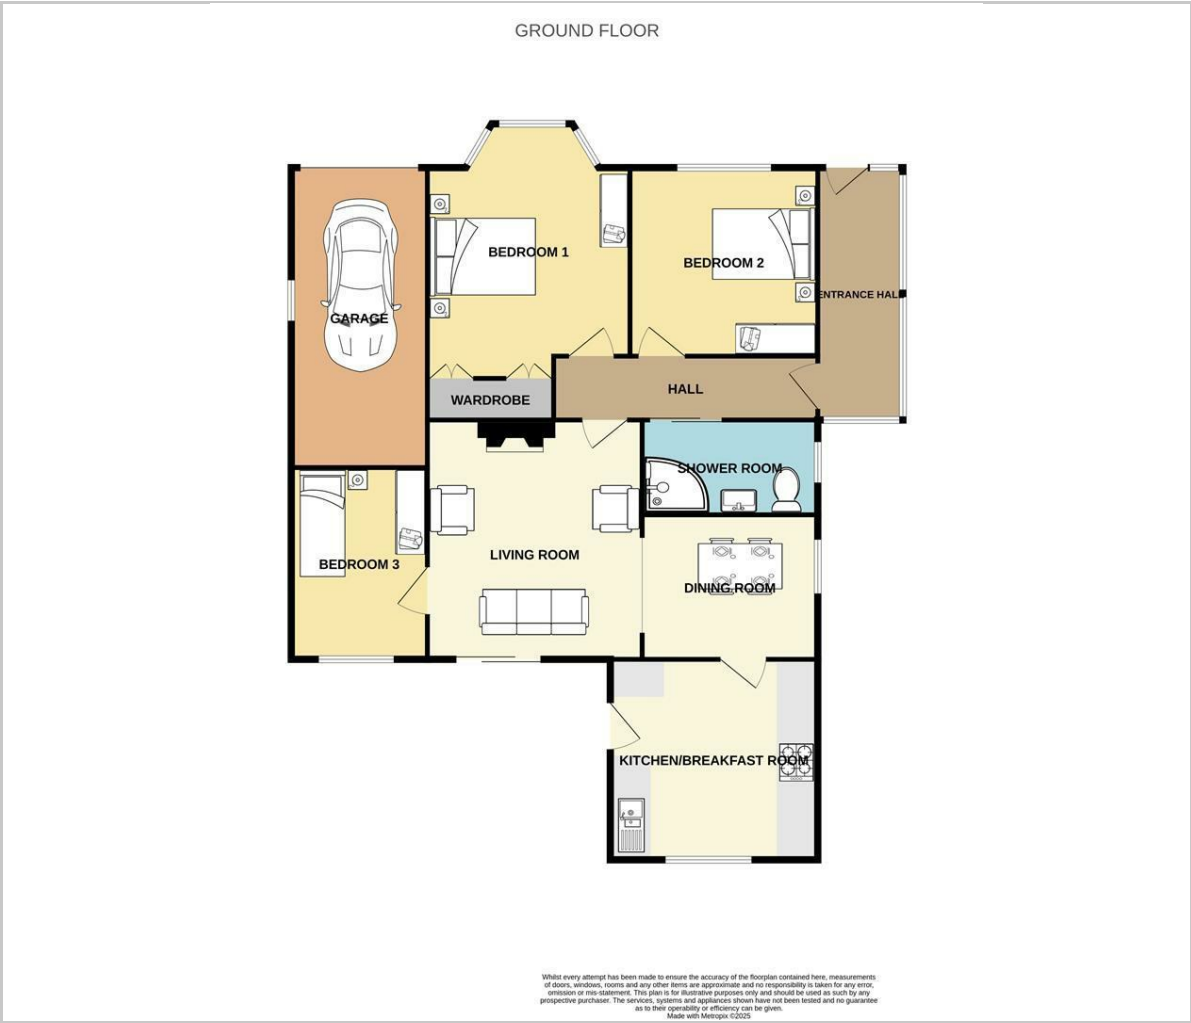 GROUND FLOOR
BEDROOM 1
BEDROOM 2
ENTRANCE HALL
GARAGE
HALL
WARDROBE
SHOWER ROOM
LIVING ROOM
BEDROOM 3
DINING ROOM
KITCHEN/BREAKFAST ROOM
Whilst every attempt has been made to ensure the accuracy of the floorplan contained here, measurements
of doors, windows, rooms and any other items are approximate and no responsibility is taken for any error,
omission or mis-statement. This plan is for illustrative purposes only and should be used as such by any
prospective purchaser. The services, systems and appliances shown have not been tested and no guarantee
as to their operability or efficiency can be given.
Made with Metropix ©2025